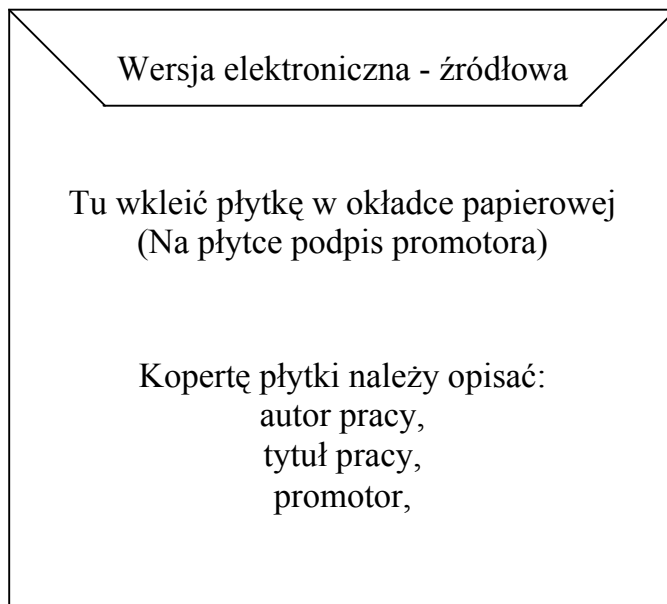 Wersja elektroniczna - źródłowa
Tu wkleić płytkę w okładce papierowej
(Na płytce podpis promotora)
Kopertę płytki należy opisać:
autor pracy,
tytuł pracy,
promotor,